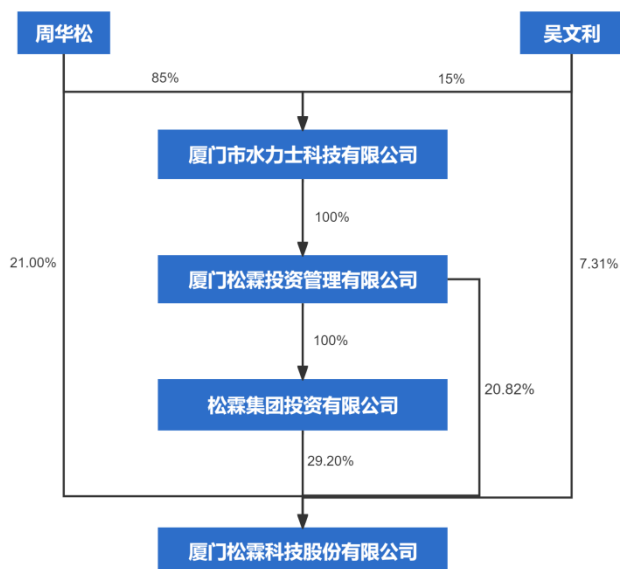 周华松
吴文利
85%
15%
厦门市水力士科技有限公司
100%
21.00%
厦门松霖投资管理有限公司
7.31%
100%
20.82%
松霖集团投资有限公司
29.20%
厦门松霖科技股份有限公司